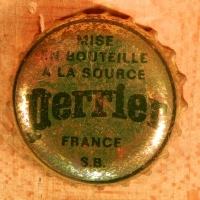 MISE
EN BOUTEILLE
A LA SOURCE
perrier
FRANCE
S.B.